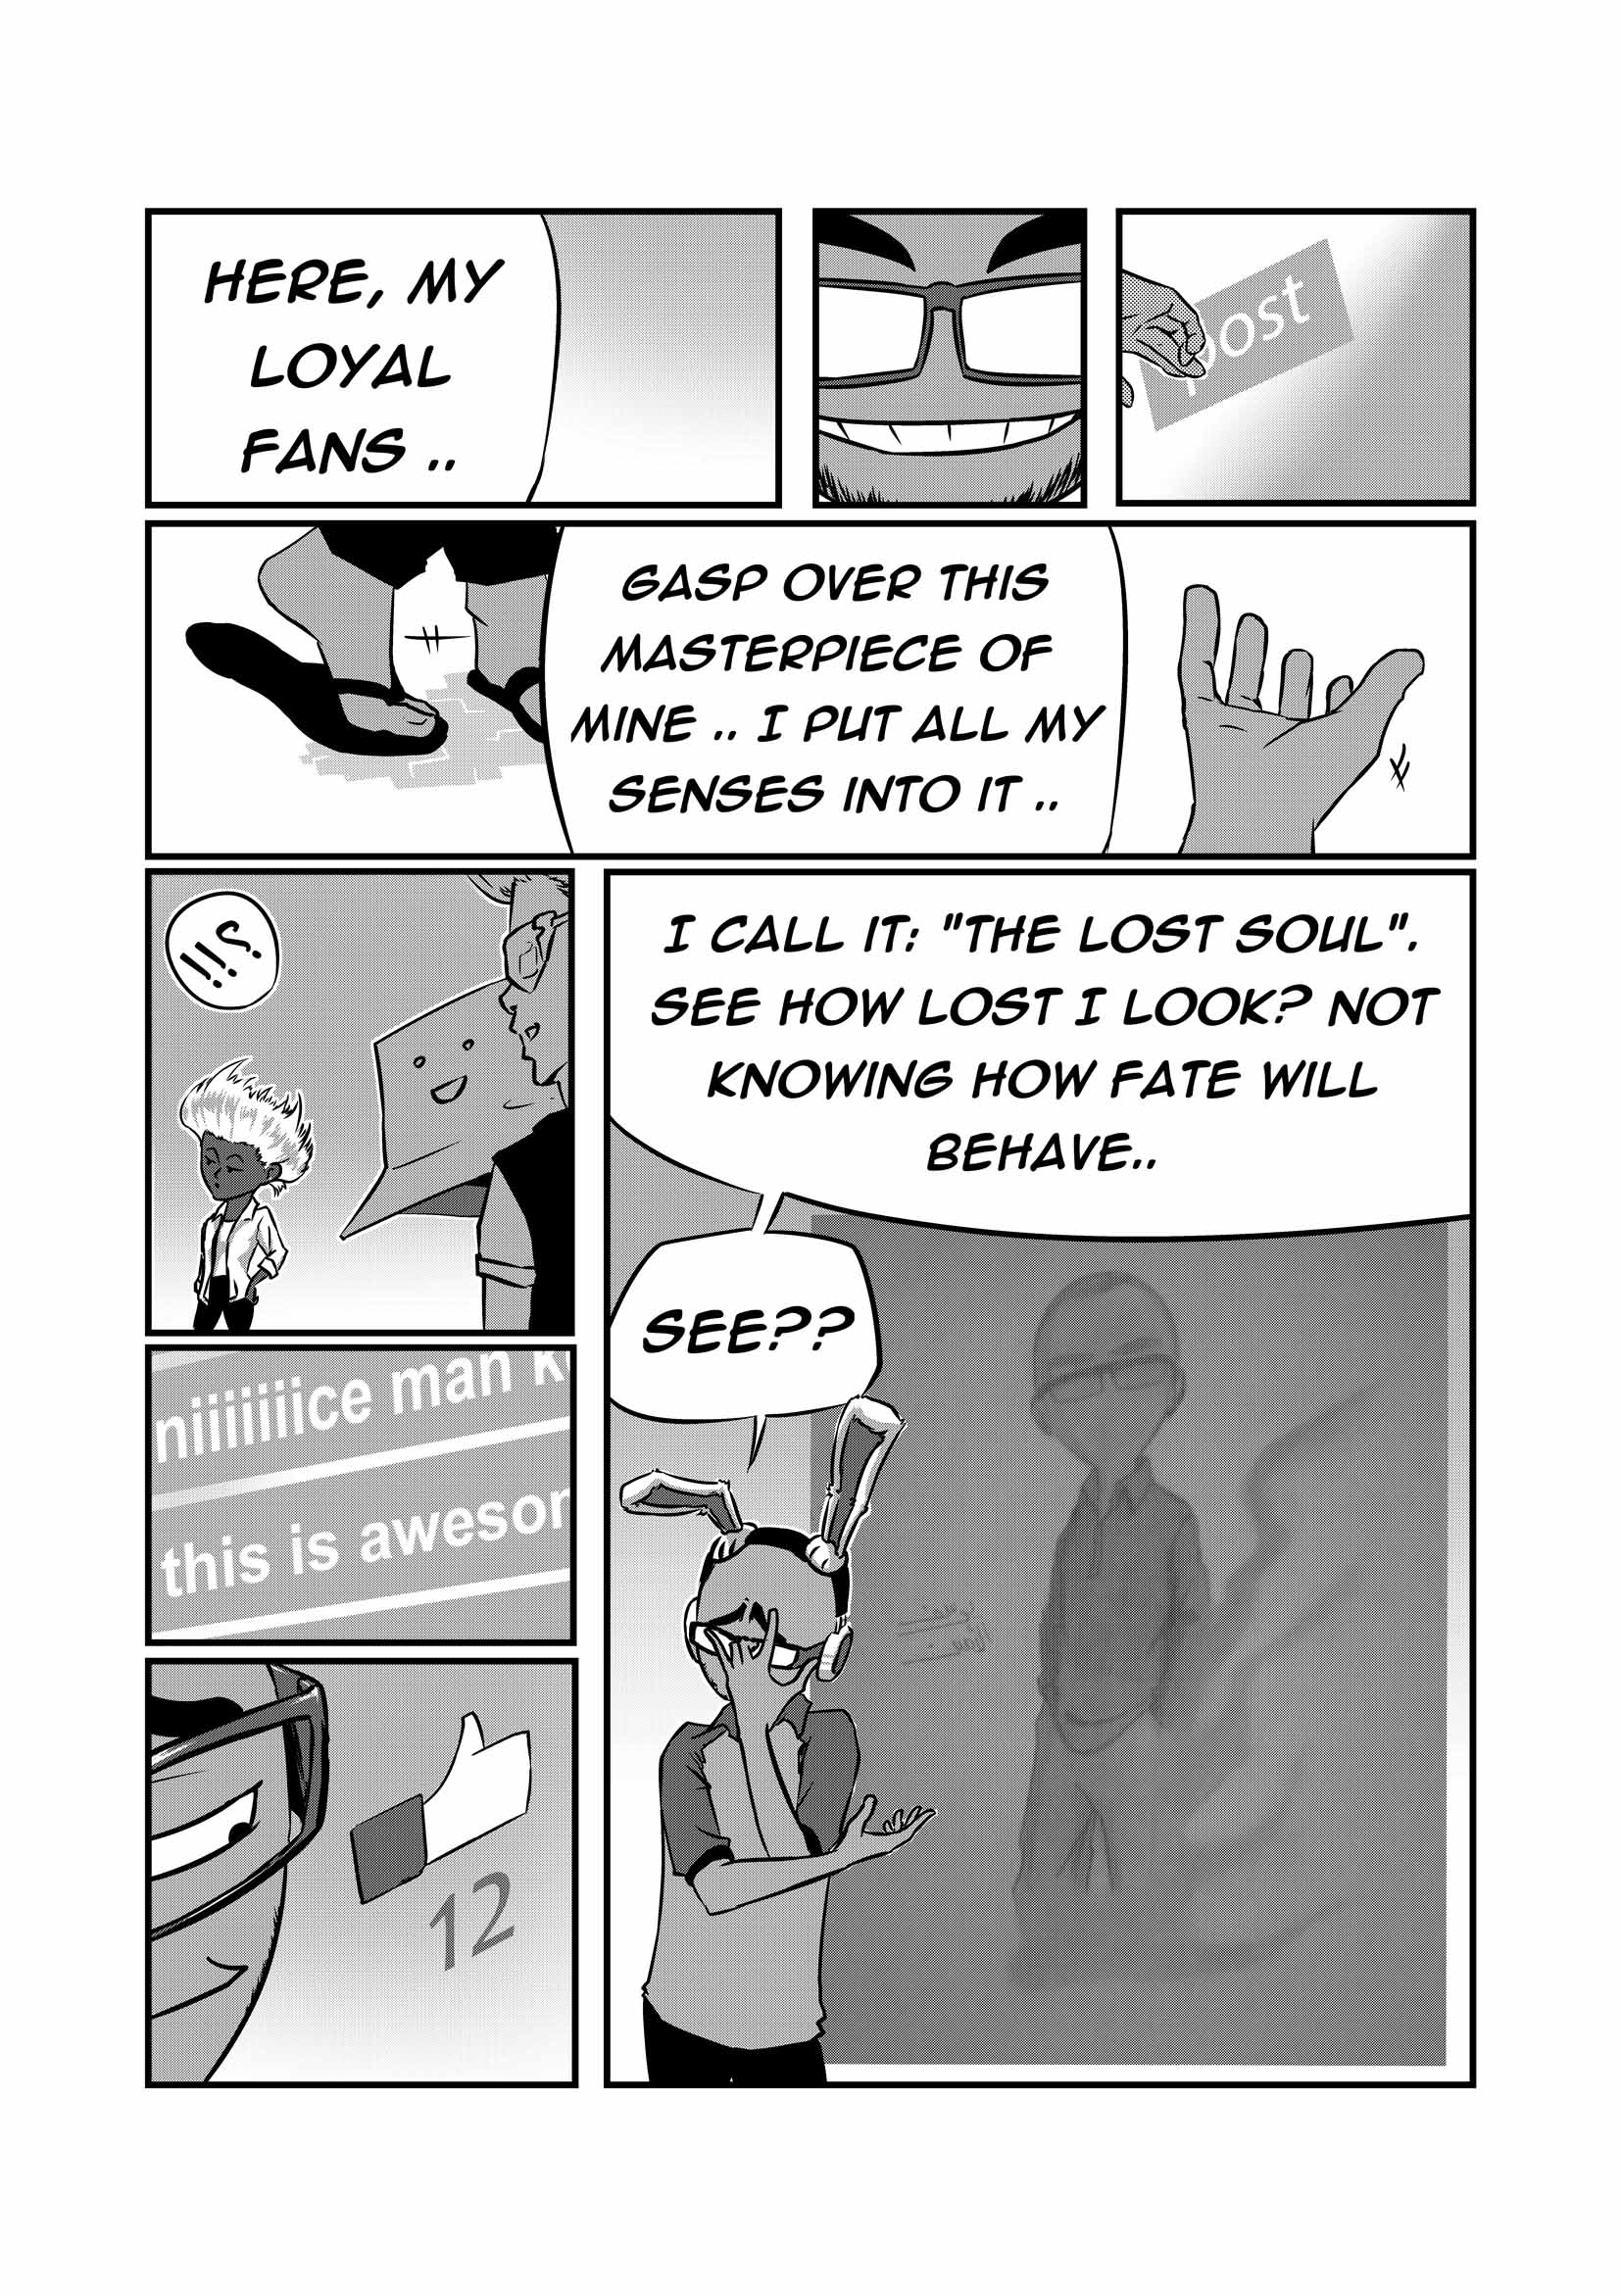 post
HERE, MY
LOYAL
FANS ..
GASP OVER THIS
MASTERPIECE OF
MINE .. I PUT ALL MY
SENSES INTO IT ..
I CALL IT: "THE LOST SOUL".
SEE HOW LOST I LOOK? NOT
KNOWING HOW FATE WILL
BEHAVE..
SEE??
!!؟
niiiiiiice man
this is awesom
12